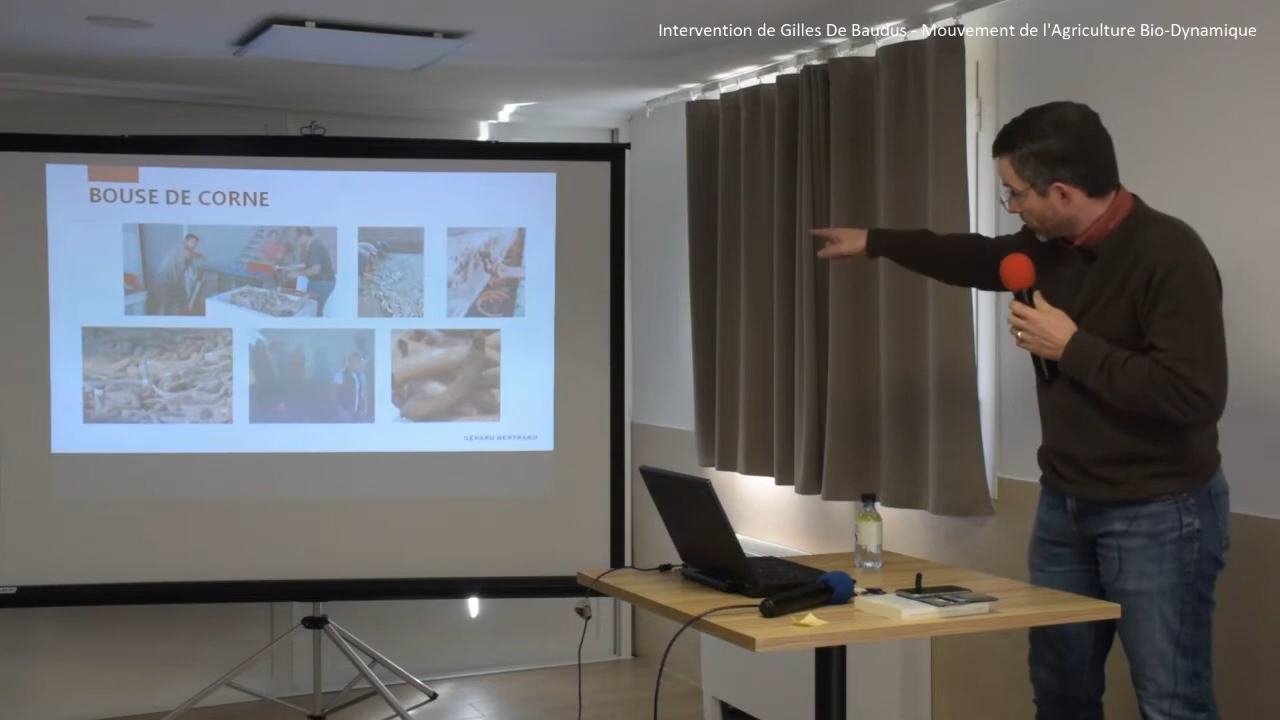 Intervention de Gilles De Baudus - Mouvement de l'Agriculture Bio-Dynamique
BOUSE DE CORNE
GÉRARD BERTRAND